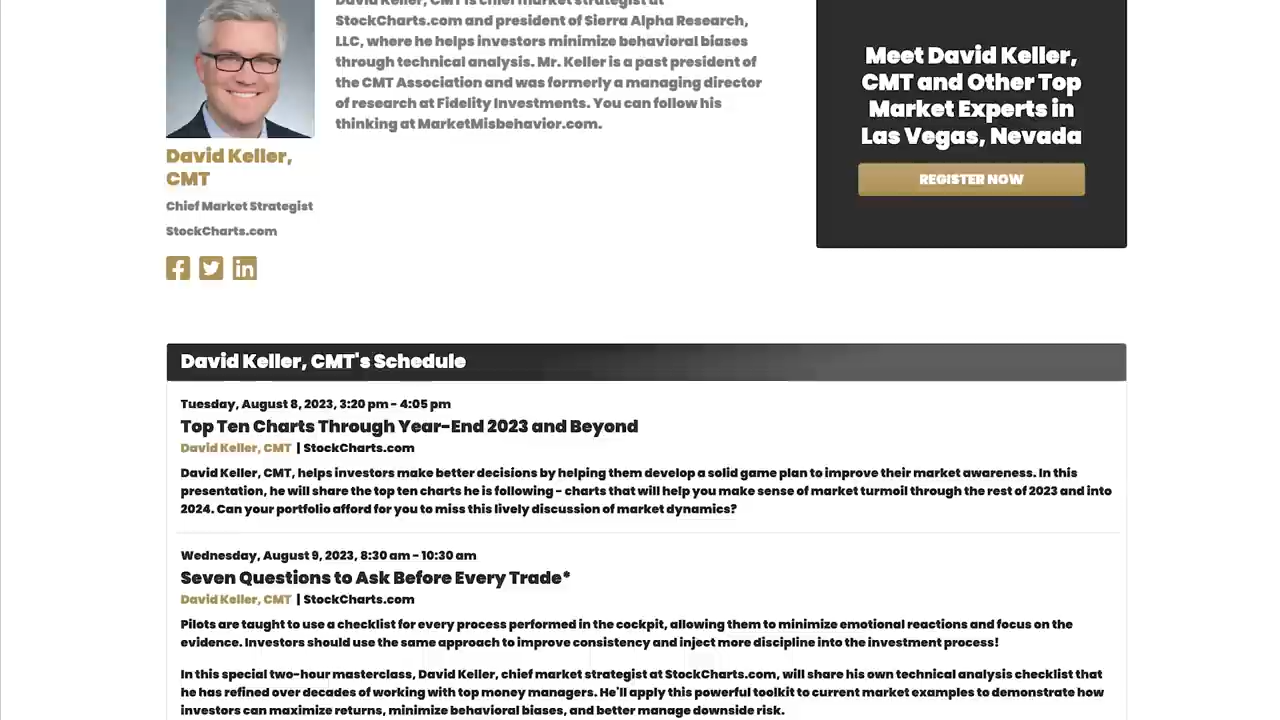 David Keller, CMT is chief market strategist at
StockCharts.com and president of Sierra Alpha Research,
LLC, where he helps investors minimize behavioral biases
through technical analysis. Mr. Keller is a past president of
the CMT Association and was formerly a managing director
of research at Fidelity Investments. You can follow his
thinking at MarketMisbehavior.com.
David Keller,
CMT
Chief Market Strategist
StockCharts.com
Meet David Keller,
CMT and Other Top
Market Experts in
Las Vegas, Nevada
REGISTER NOW
David Keller, CMT's Schedule
Tuesday, August 8, 2023, 3:20 pm - 4:05 pm
Top Ten Charts Through Year-End 2023 and Beyond
David Keller, CMT | StockCharts.com
David Keller, CMT, helps investors make better decisions by helping them develop a solid game plan to improve their market awareness. In this
presentation, he will share the top ten charts he is following - charts that will help you make sense of market turmoil through the rest of 2023 and into
2024. Can your portfolio afford for you to miss this lively discussion of market dynamics?
Wednesday, August 9, 2023, 8:30 am - 10:30 am
Seven Questions to Ask Before Every Trade*
David Keller, CMT | StockCharts.com
Pilots are taught to use a checklist for every process performed in the cockpit, allowing them to minimize emotional reactions and focus on the
evidence. Investors should use the same approach to improve consistency and inject more discipline into the investment process!
In this special two-hour masterclass, David Keller, chief market strategist at StockCharts.com, will share his own technical analysis checklist that
he has refined over decades of working with top money managers. He'll apply this powerful toolkit to current market examples to demonstrate how
investors can maximize returns, minimize behavioral biases, and better manage downside risk.